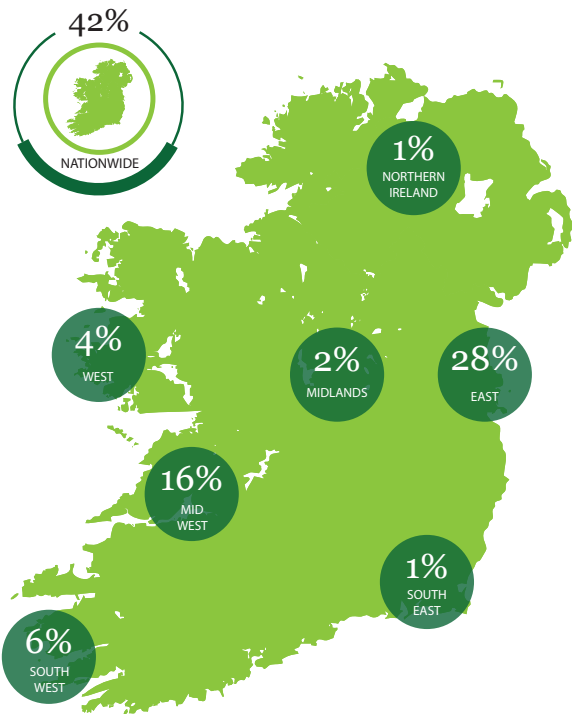 42%
NATIONWIDE
1%
NORTHERN
IRELAND
4%
WEST
2%
MIDLANDS
28%
EAST
16%
MID
WEST
1%
SOUTH
EAST
6%
SOUTH
WEST